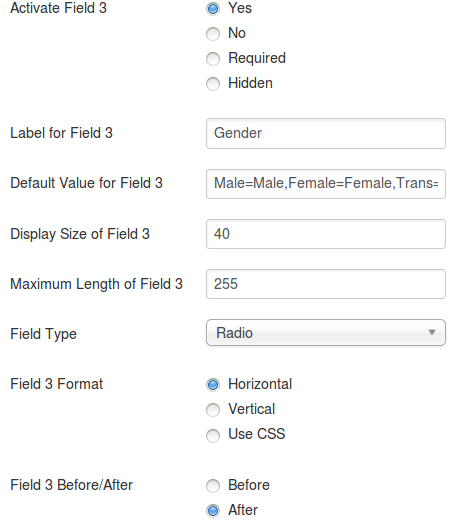 Activate Field 3 Yes
No
Required
Hidden
Label for Field 3 Gender
Default Value for Field 3 Male=Male,Female=Female,Trans=
Display Size of Field 3 40
Maximum Length of Field 3 255
Field Type Radio
Field 3 Format Horizontal
Vertical
Use CSS
Field 3 Before/After Before
After